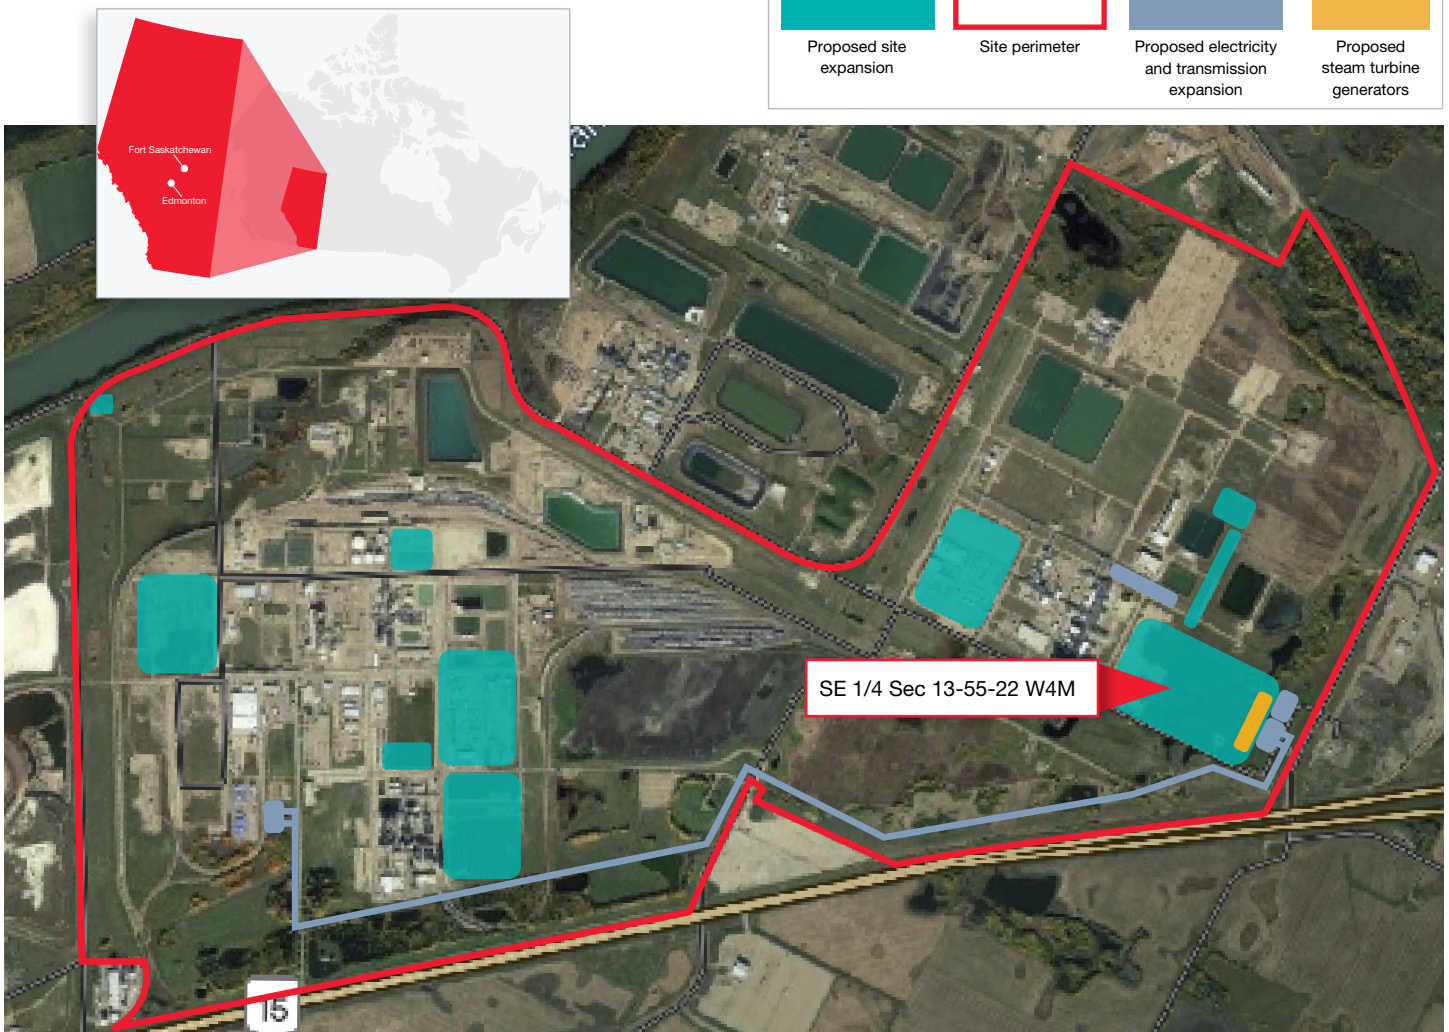 Proposed site
expansion
Site perimeter
Proposed electricity
and transmission
expansion
Proposed
steam turbine
generators
Fort Saskatchewan
Edmonton
SE 1/4 Sec 13-55-22 W4M
15